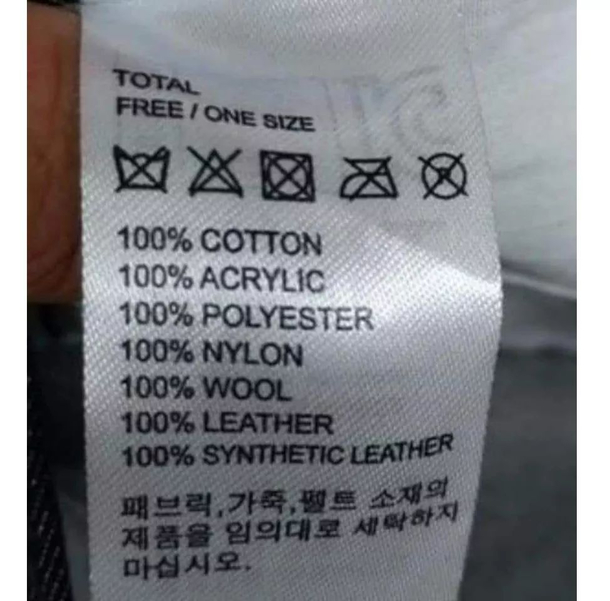 TOTAL
FREE / ONE SIZE
100% COTTON
100% ACRYLIC
100% POLYESTER
100% NYLON
100% WOOL
100% LEATHER
100% SYNTHETIC LEATHER
패브릭,가죽,펠트 소재의
제품을 임의대로 세탁하지
마십시오.